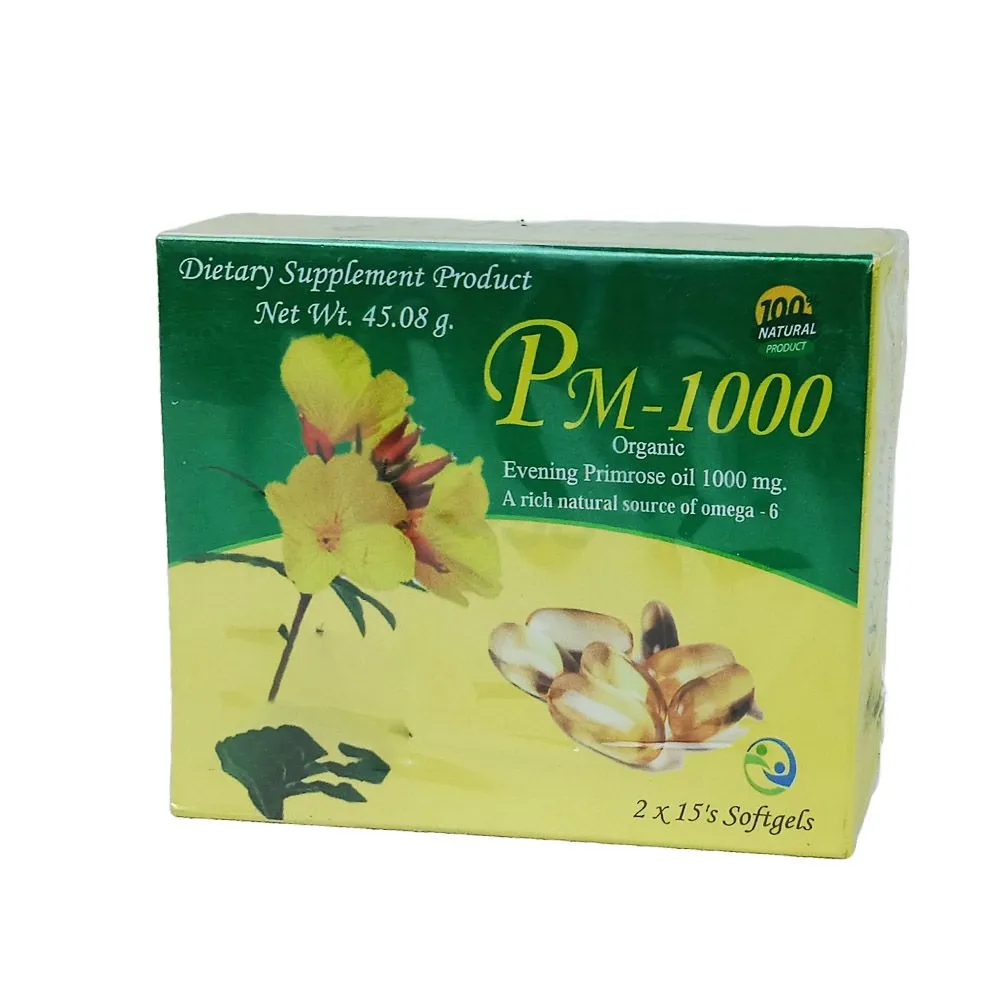 Dietary Supplement Product
Net Wt. 45.08 g.
100%
NATURAL
PRODUCT
PM-1000
Organic
Evening Primrose oil 1000 mg.
A rich natural source of omega - 6
2 x 15's Softgels